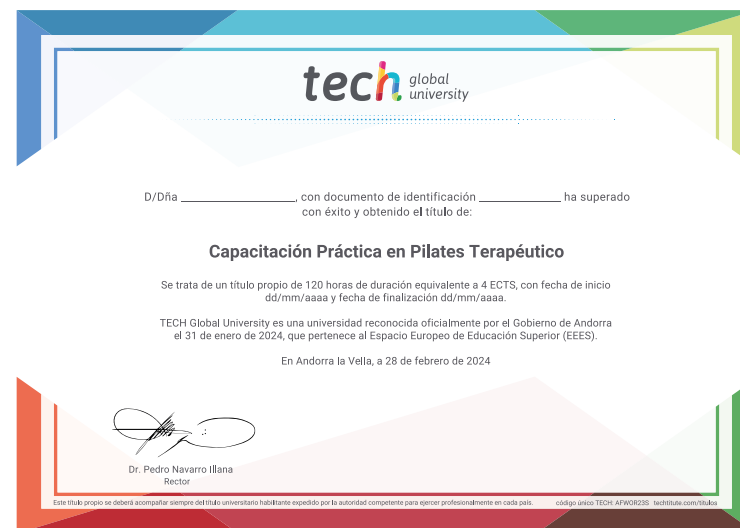 tech global university
D/Dña ____________________, con documento de identificación ______________ ha superado
con éxito y obtenido el título de:
Capacitación Práctica en Pilates Terapéutico
Se trata de un título propio de 120 horas de duración equivalente a 4 ECTS, con fecha de inicio
dd/mm/aaaa y fecha de finalización dd/mm/aaaa.
TECH Global University es una universidad reconocida oficialmente por el Gobierno de Andorra
el 31 de enero de 2024, que pertenece al Espacio Europeo de Educación Superior (EEES).
En Andorra la Vella, a 28 de febrero de 2024
Dr. Pedro Navarro Illana
Rector
Este título propio se deberá acompañar siempre del título universitario habilitante expedido por la autoridad competente para ejercer profesionalmente en cada país. código único TECH: AFWOR23S techtitute.com/titulos